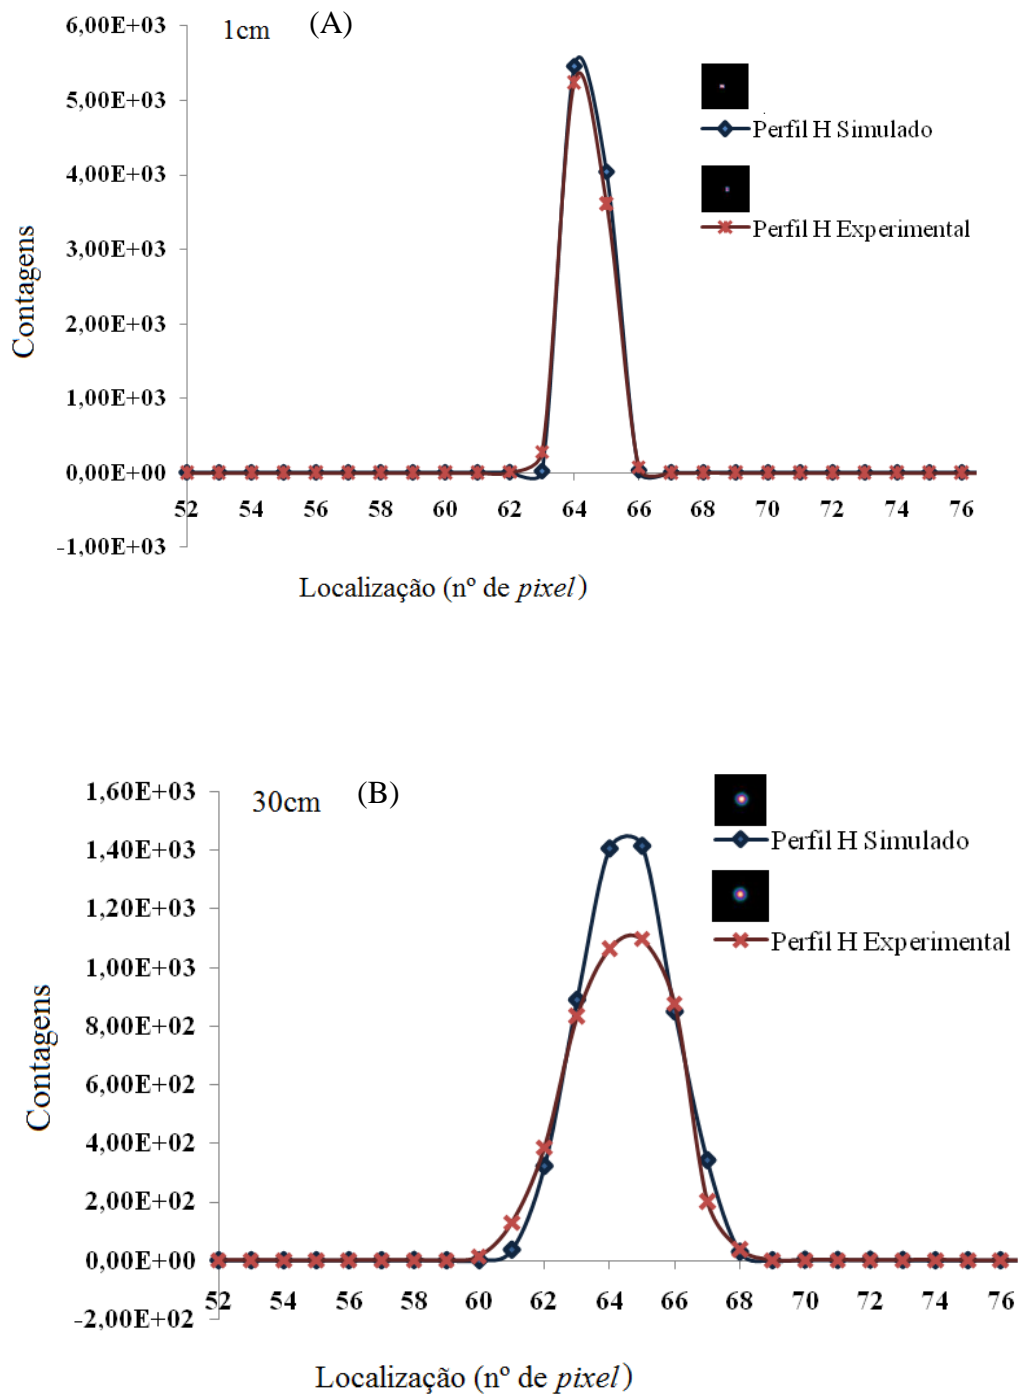 6,00E+03
1cm
(A)
5,00E+03
Perfil H Simulado
4,00E+03
Perfil H Experimental
3,00E+03
Contagens
2,00E+03
1,00E+03
0,00E+00
52 54 56 58 60 62 64 66 68 70 72 74 76
-1,00E+03
Localização (nº de pixel)
1,60E+03
30cm
(B)
1,40E+03
Perfil H Simulado
1,20E+03
Perfil H Experimental
1,00E+03
8,00E+02
Contagens
6,00E+02
4,00E+02
2,00E+02
0,00E+00
52 54 56 58 60 62 64 66 68 70 72 74 76
-2,00E+02
Localização (nº de pixel)